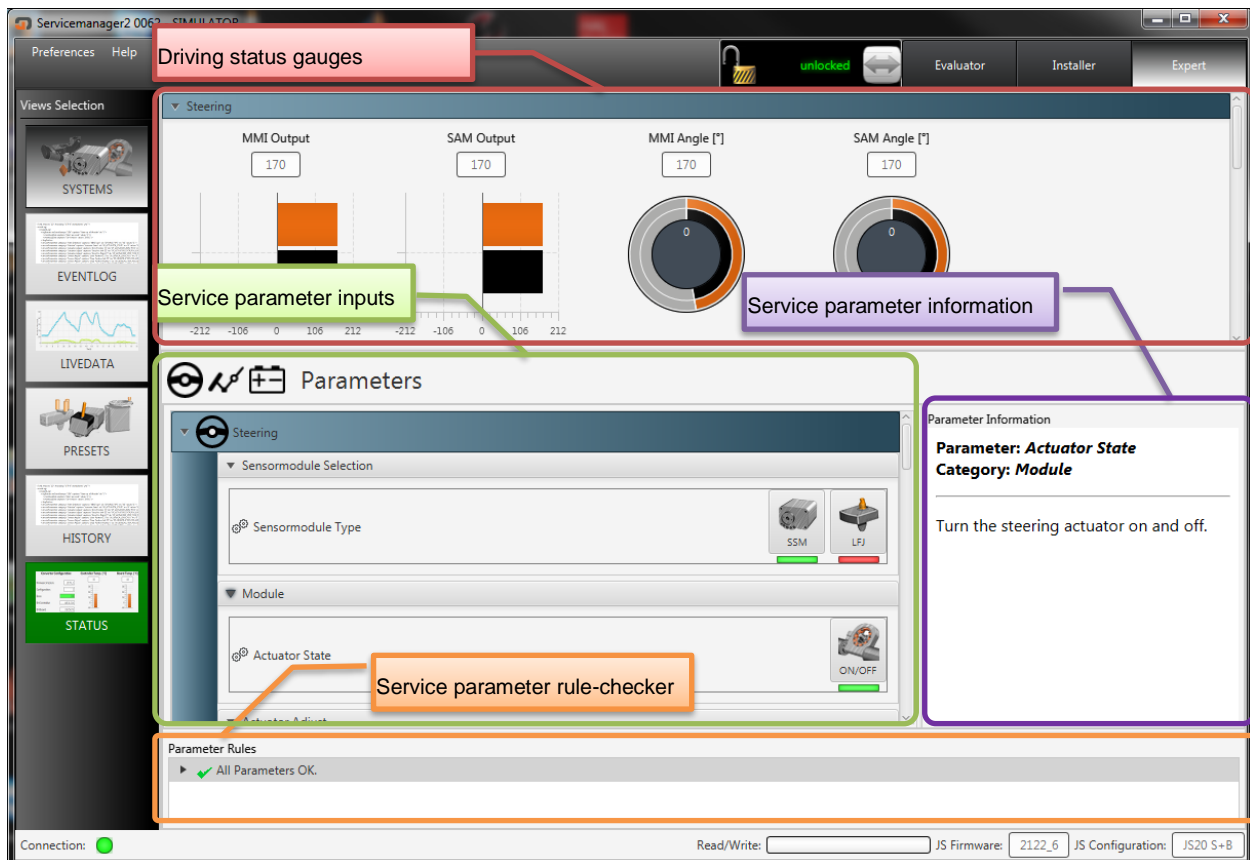 Servicemanager2 0062 - SIMULATOR
Preferences Help
Driving status gauges
unlocked
Evaluator
Installer
Expert
Views Selection
SYSTEMS
EVENTLOG
LIVEDATA
PRESETS
HISTORY
STATUS
Steering
MMI Output
SAM Output
MMI Angle [°]
SAM Angle [°]
170
170
170
170
0
0
Service parameter inputs
Service parameter information
-212 -106 0 106 212
-212 -106 0 106 212
Parameters
Steering
Sensormodule Selection
Sensormodule Type
SSM
LFJ
Module
Actuator State
ON/OFF
Service parameter rule-checker
Parameter Information
Parameter: Actuator State
Category: Module
Turn the steering actuator on and off.
Parameter Rules
All Parameters OK.
Connection:
Read/Write:
JS Firmware: 2122_6
JS Configuration: JS20 S+B